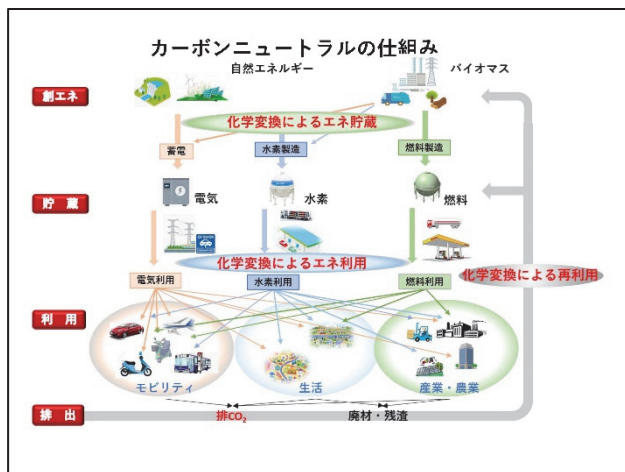 カーボンニュートラルの仕組み
自然エネルギー
バイオマス
創エネ
化学変換によるエネ貯蔵
蓄電
水素製造
燃料製造
貯 蔵
電気
水素
燃料
化学変換によるエネ利用
電気利用
水素利用
燃料利用
化学変換による再利用
利 用
モビリティ
生活
産業・農業
排 出
排CO₂
廃材・残渣